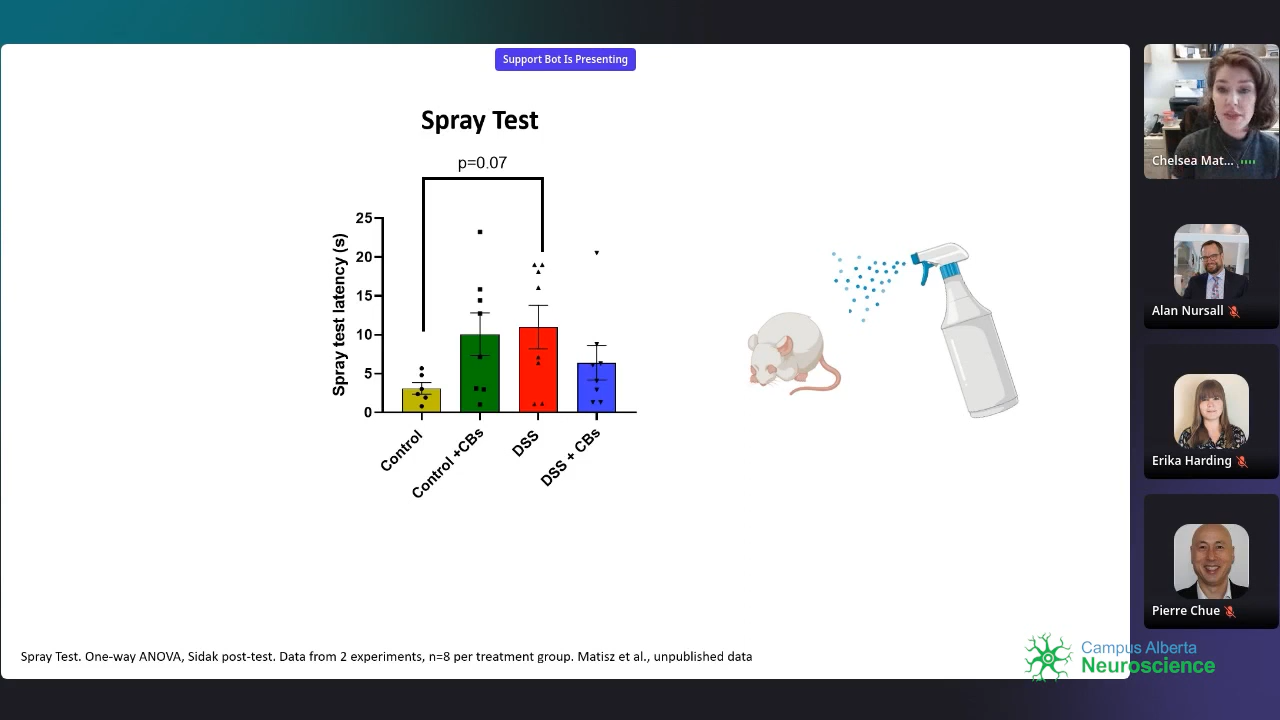 Support Bot Is Presenting
Spray Test
p=0.07
Spray test latency (s)
25
20
15
10
5
0
Control
Control +CBs
DSS
DSS + CBs
Spray Test. One-way ANOVA, Sidak post-test. Data from 2 experiments, n=8 per treatment group. Matisz et al., unpublished data
Chelsea Mat...
Alan Nursall
Erika Harding
Pierre Chue
Campus Alberta
Neuroscience